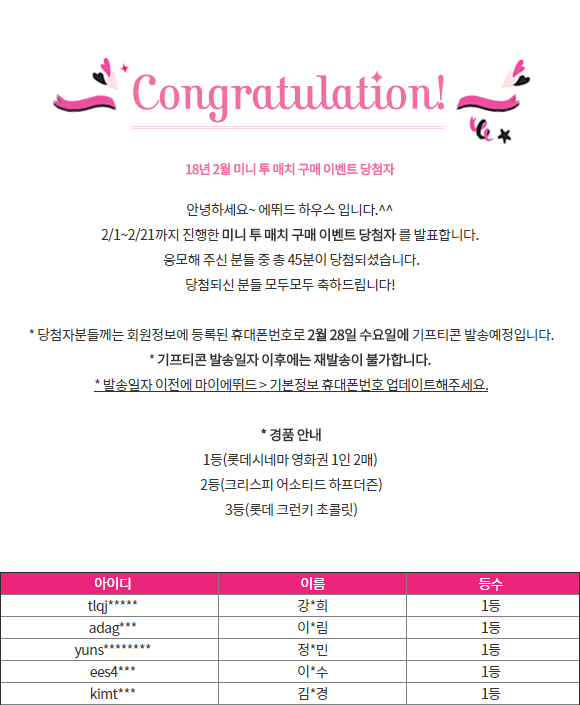 Congratulation!
18년 2월 미니 투 매치 구매 이벤트 당첨자
안녕하세요~ 에뛰드 하우스 입니다.^^
2/1~2/21까지 진행한 미니 투 매치 구매 이벤트 당첨자 를 발표합니다.
응모해 주신 분들 중 총 45분이 당첨되셨습니다.
당첨되신 분들 모두모두 축하드립니다!
* 당첨자분들께는 회원정보에 등록된 휴대폰번호로 2월 28일 수요일에 기프티콘 발송예정입니다.
* 기프티콘 발송일자 이후에는 재발송이 불가합니다.
* 발송일자 이전에 마이에뛰드 > 기본정보 휴대폰번호 업데이트해주세요.
* 경품 안내
1등(롯데시네마 영화권 1인 2매)
2등(크리스피 어소티드 하프더즌)
3등(롯데 크런키 초콜릿)
아이디 이름 등수
tlqj***** 강*희 1등
adag*** 이*림 1등
yuns******** 정*민 1등
ees4*** 이*수 1등
kimt*** 김*경 1등